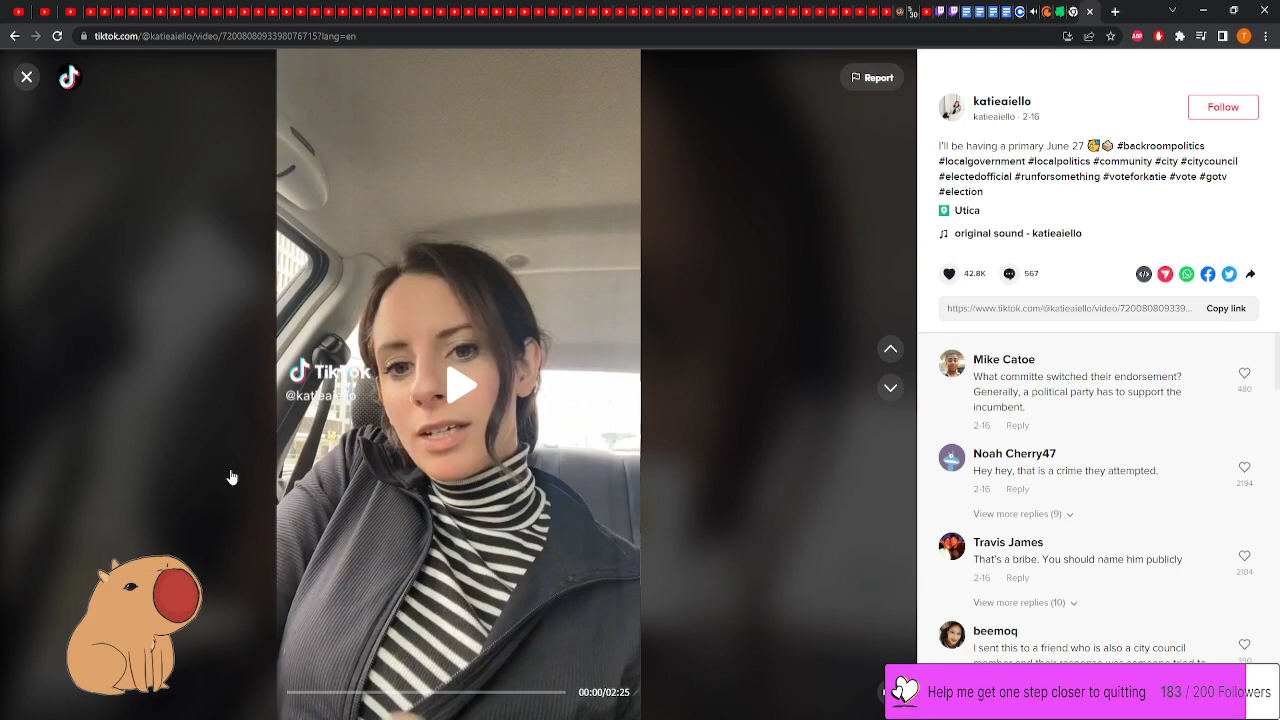 30
tiktok.com/@katieaiello/video/7200808093398076715?lang=en
ABP
T
Report
TikTok
@katieaiello
00:00/02:25
katieaiello
katieaiello · 2-16
Follow
I'll be having a primary June 27 #backroompolitics
#localgovernment #localpolitics #community #city #citycouncil
#electedofficial #runforsomething #voteforkatie #vote #gotv
#election
Utica
original sound - katieaiello
42.8K
567
https://www.tiktok.com/@katieaiello/video/720080809339...
Copy link
Mike Catoe
What committe switched their endorsement?
Generally, a political party has to support the
incumbent.
2-16 Reply
480
Noah Cherry47
Hey hey, that is a crime they attempted.
2-16 Reply
2194
View more replies (9)
Travis James
That's a bribe. You should name him publicly
2-16 Reply
2104
View more replies (10)
beemoq
I sent this to a friend who is also a city council
Help me get one step closer to quitting 183 / 200 Followers